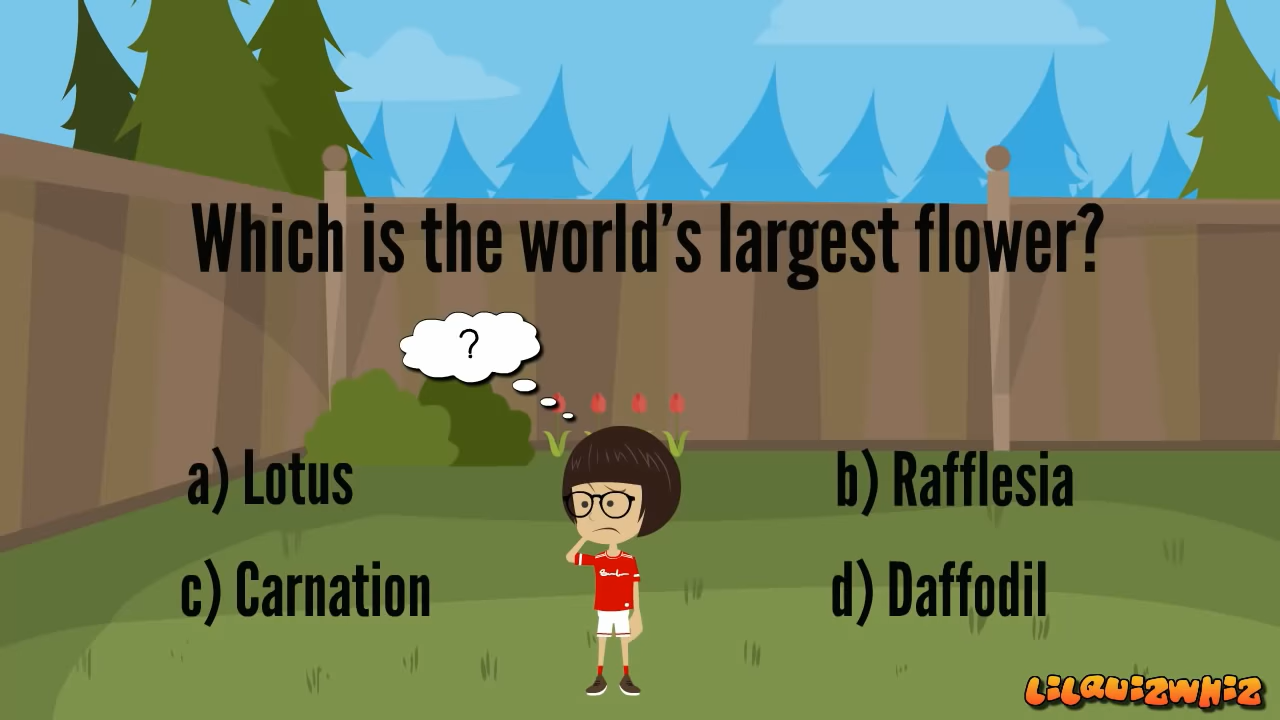 Which is the world's largest flower?
?
a) Lotus
b) Rafflesia
c) Carnation
d) Daffodil
LILQUIZWHIZ